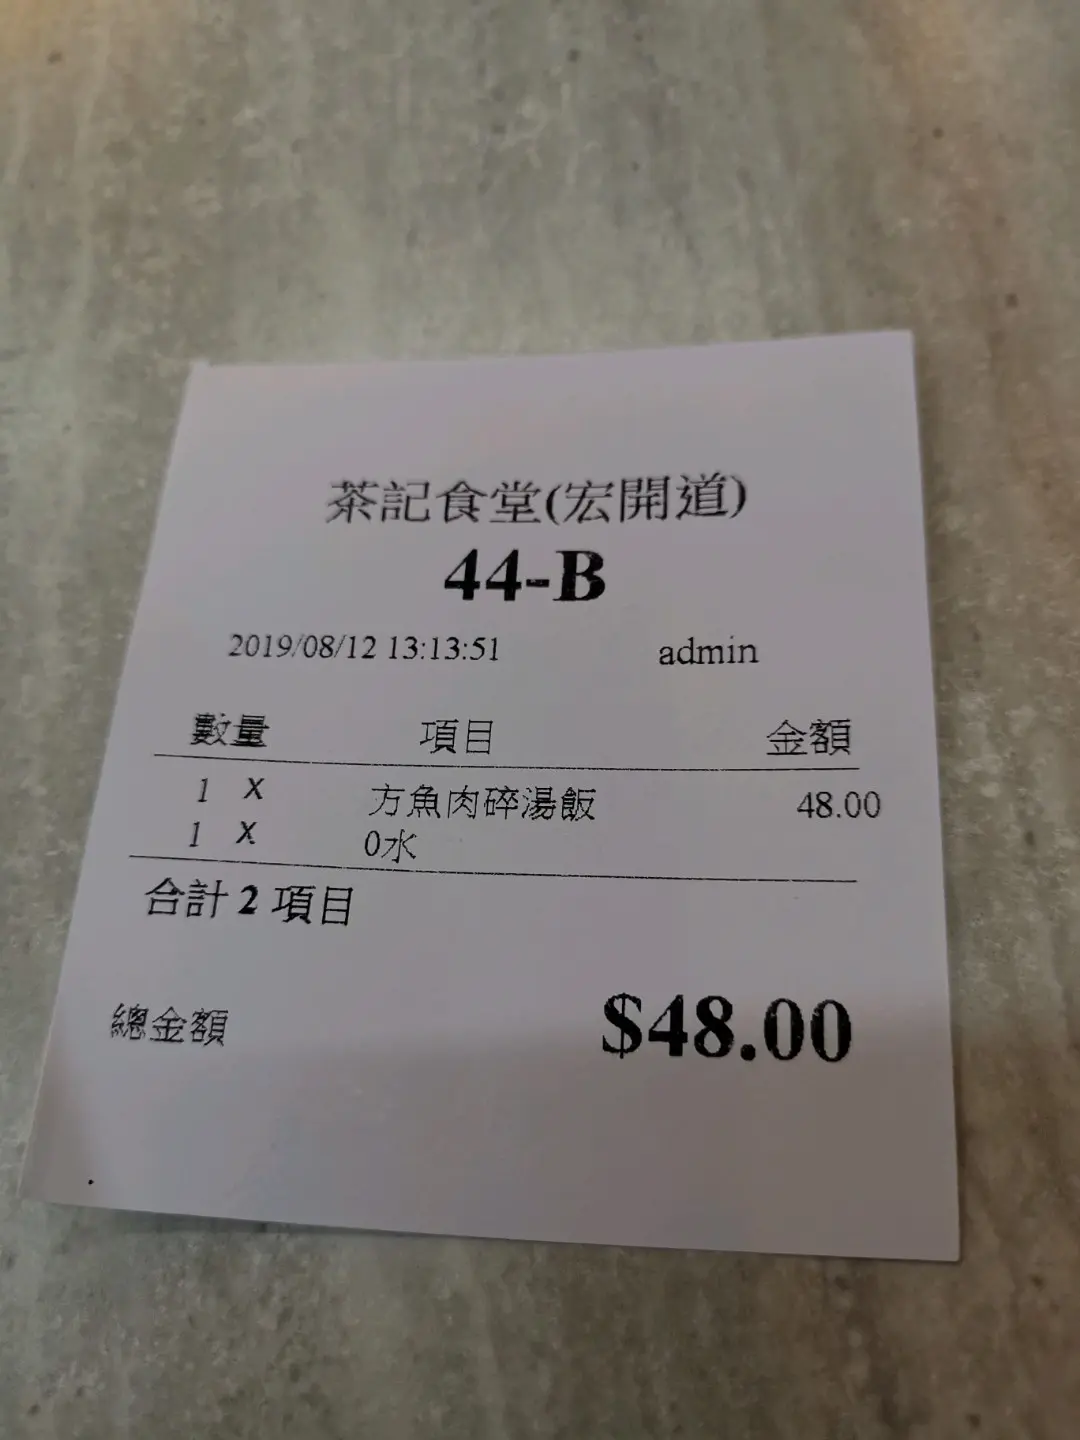 茶記食堂(宏開道)
44-B
2019/08/12 13:13:51 admin
數量 項目 金額
1 X 方魚肉碎湯飯 48.00
1 X 0水
合計 2 項目
總金額 $48.00